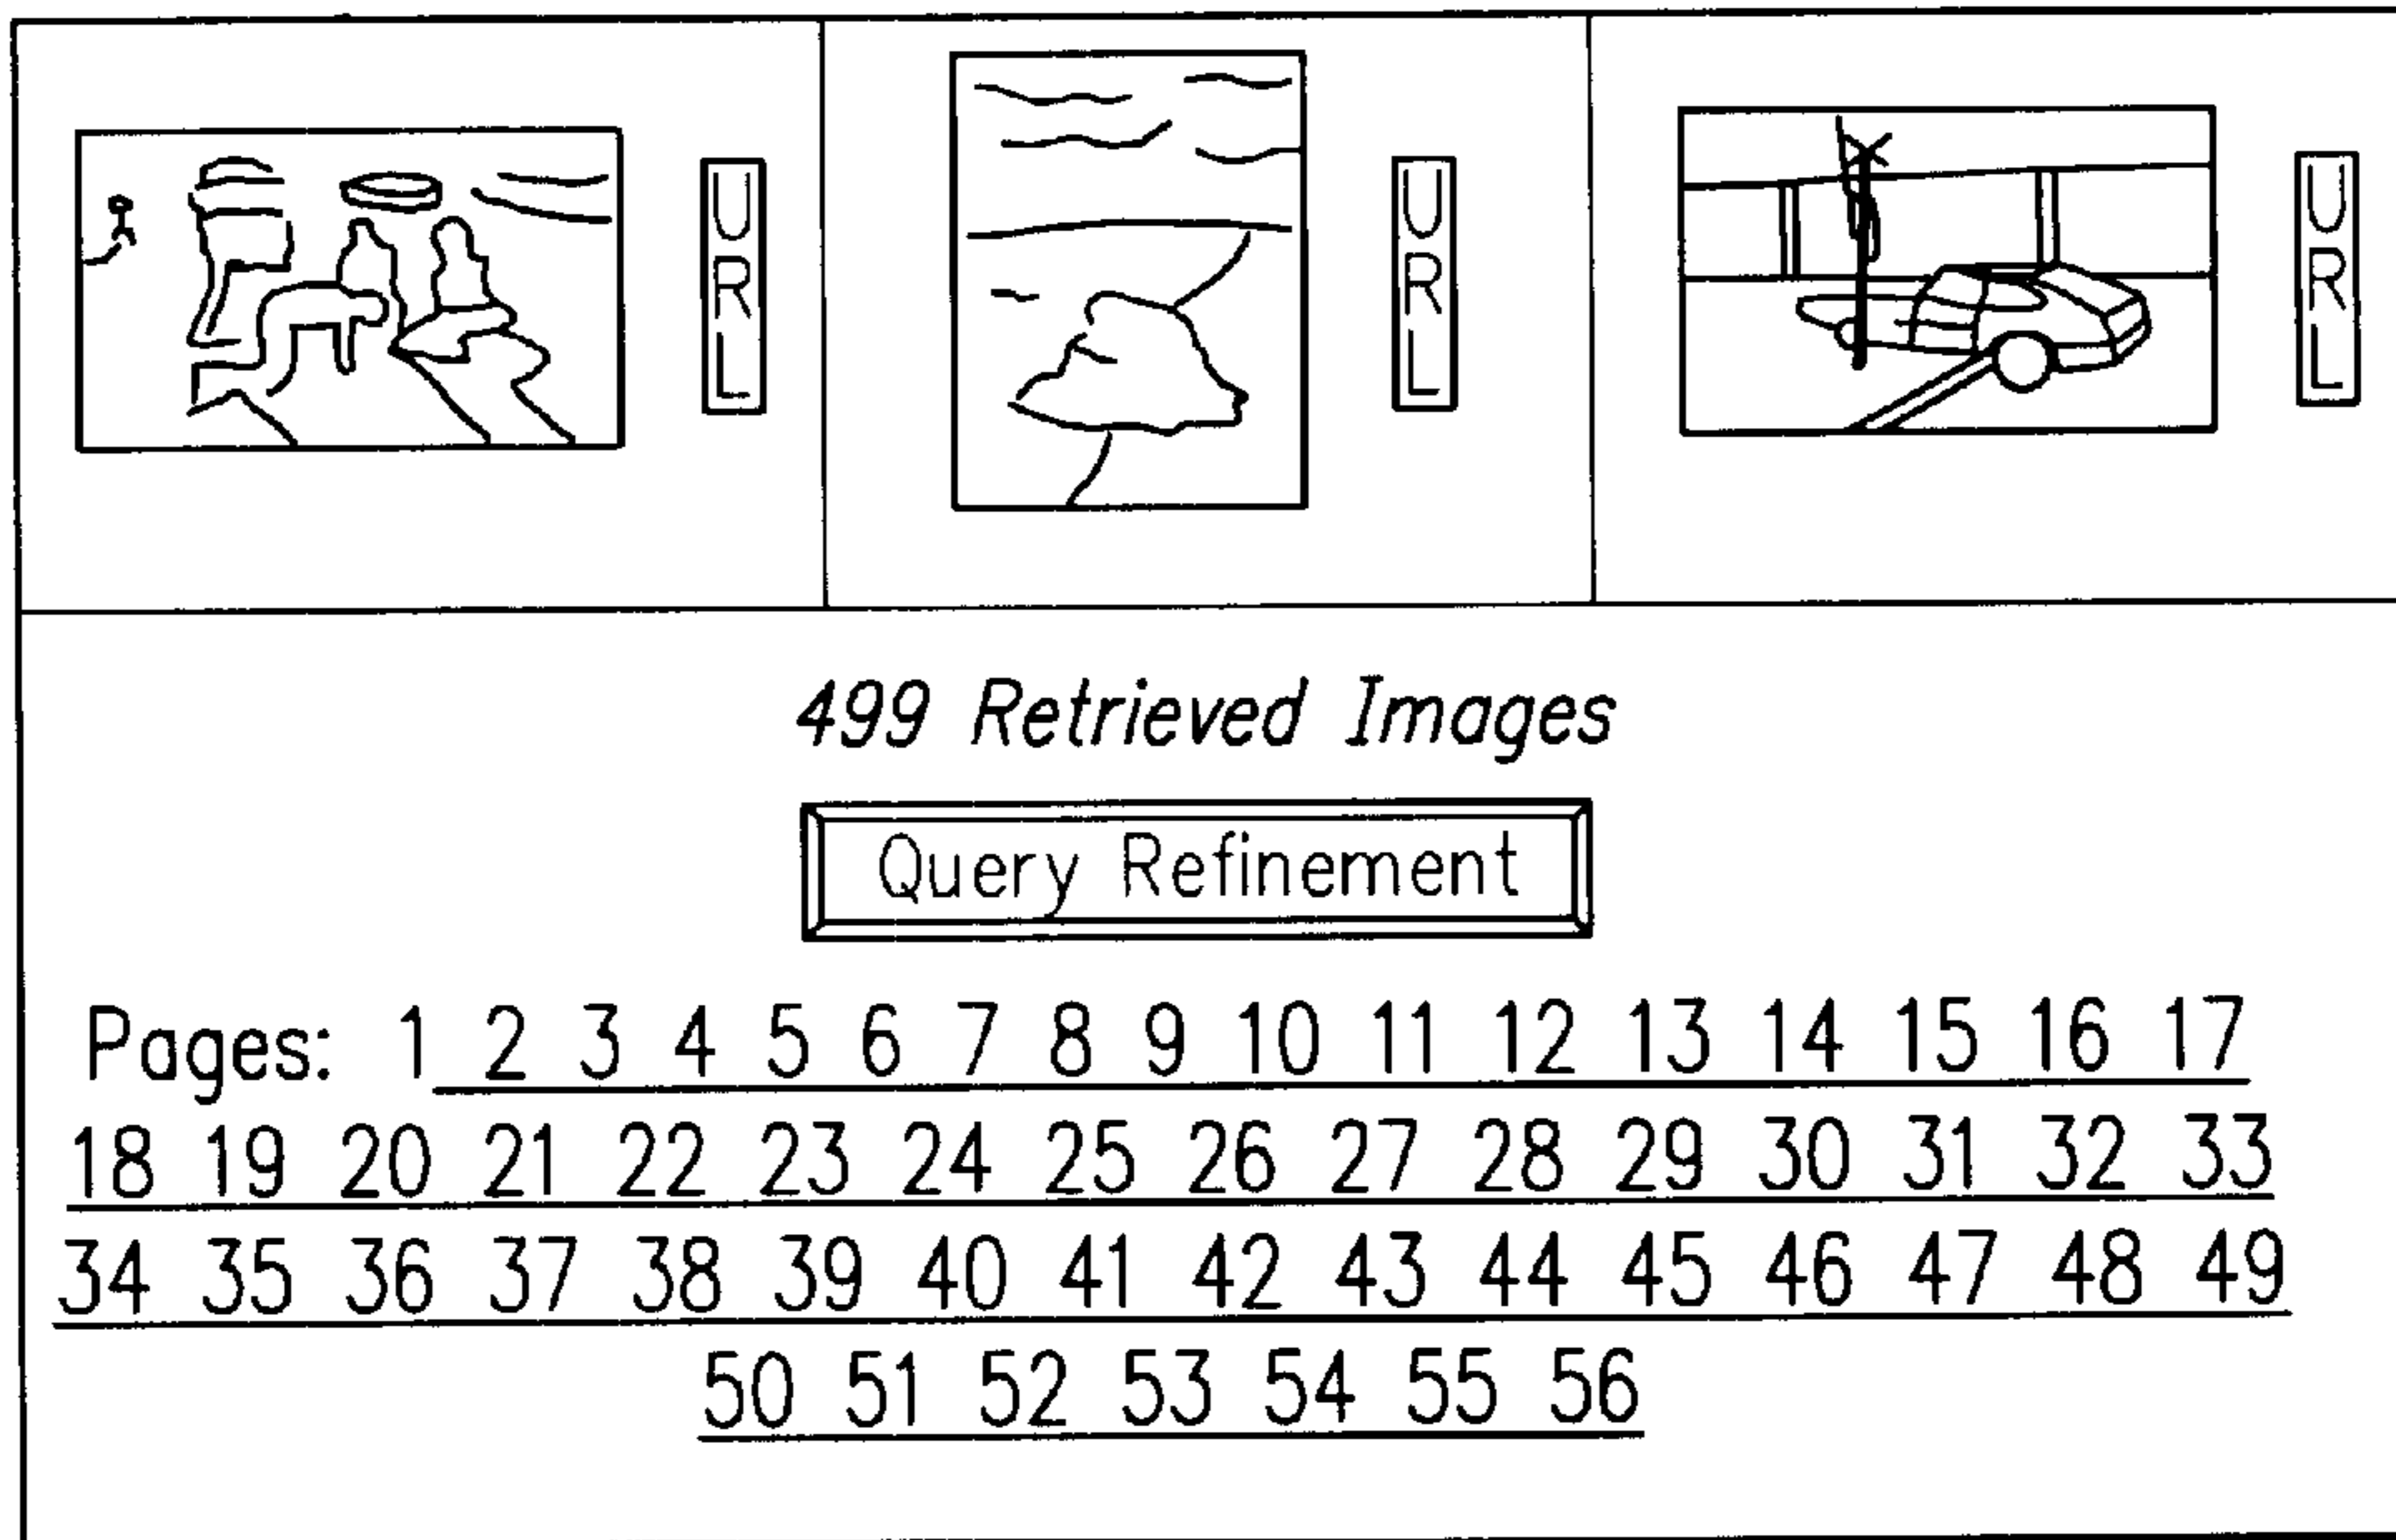 URL
URL
URL
499 Retrieved Images
Query Refinement
Pages: 1 2 3 4 5 6 7 8 9 10 11 12 13 14 15 16 17
18 19 20 21 22 23 24 25 26 27 28 29 30 31 32 33
34 35 36 37 38 39 40 41 42 43 44 45 46 47 48 49
50 51 52 53 54 55 56